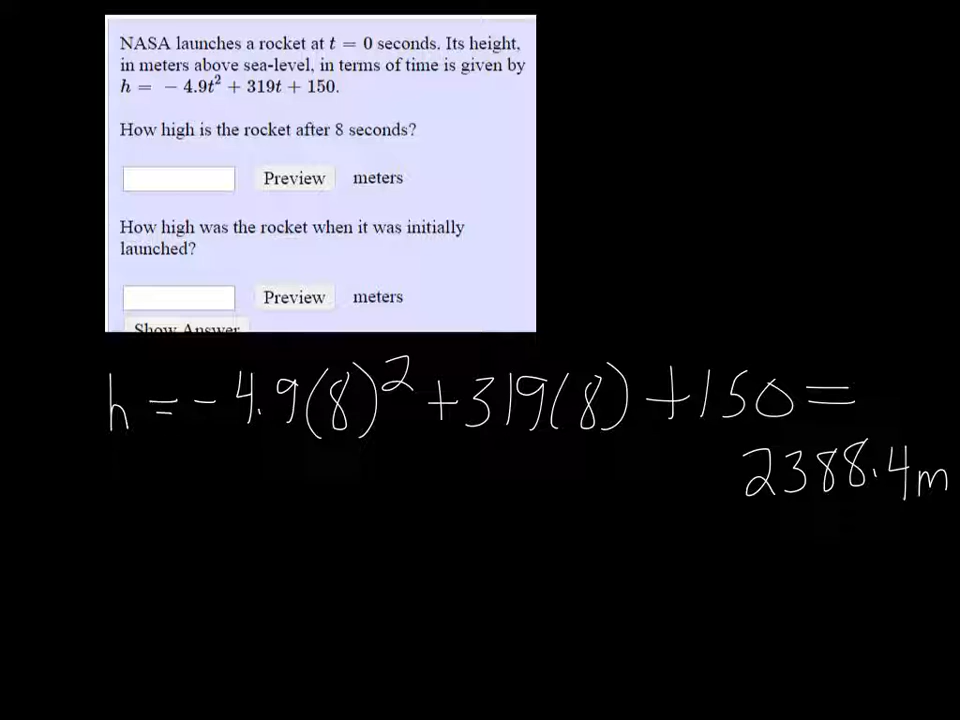 NASA launches a rocket at t = 0 seconds. Its height,
in meters above sea-level, in terms of time is given by
h = − 4.9t² + 319t + 150.
How high is the rocket after 8 seconds?
Preview meters
How high was the rocket when it was initially
launched?
Preview meters
Show Answer
h = - 4.9(8)² + 319(8) + 150 =
2388.4m